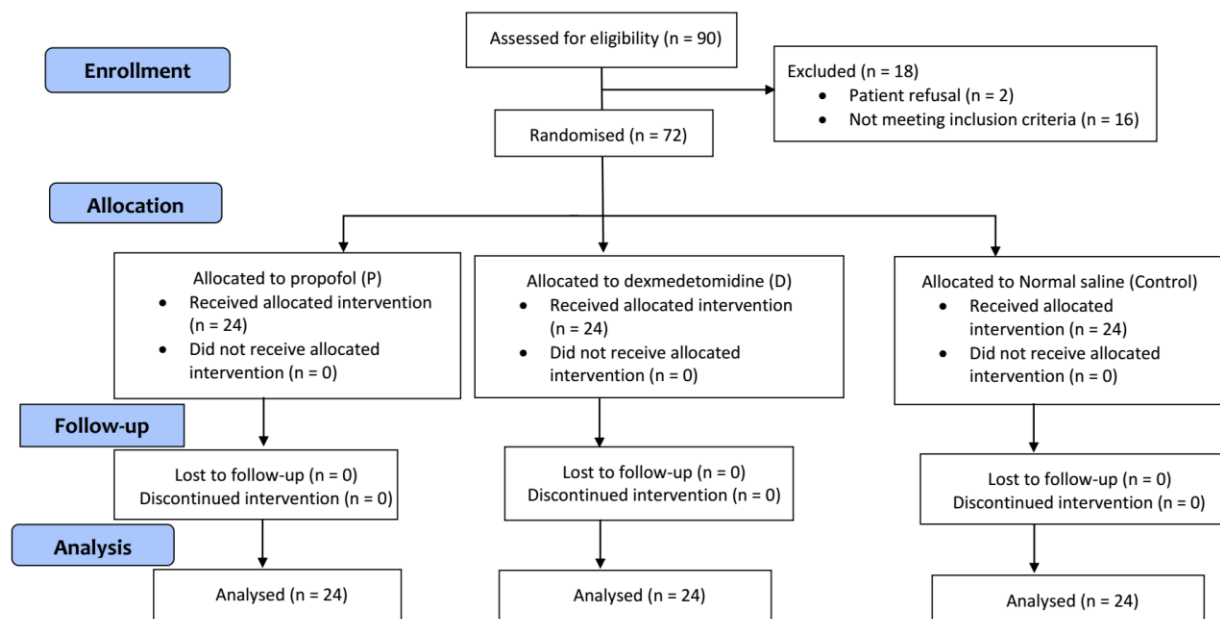 Assessed for eligibility (n = 90)
Enrollment
Excluded (n = 18)
• Patient refusal (n = 2)
• Not meeting inclusion criteria (n = 16)
Randomised (n = 72)
Allocation
Allocated to propofol (P)
• Received allocated intervention
(n = 24)
• Did not receive allocated
intervention (n = 0)
Allocated to dexmedetomidine (D)
• Received allocated intervention
(n = 24)
• Did not receive allocated
intervention (n = 0)
Allocated to Normal saline (Control)
• Received allocated
intervention (n = 24)
• Did not receive allocated
intervention (n = 0)
Follow-up
Lost to follow-up (n = 0)
Discontinued intervention (n = 0)
Lost to follow-up (n = 0)
Discontinued intervention (n = 0)
Lost to follow-up (n = 0)
Discontinued intervention (n = 0)
Analysis
Analysed (n = 24)
Analysed (n = 24)
Analysed (n = 24)